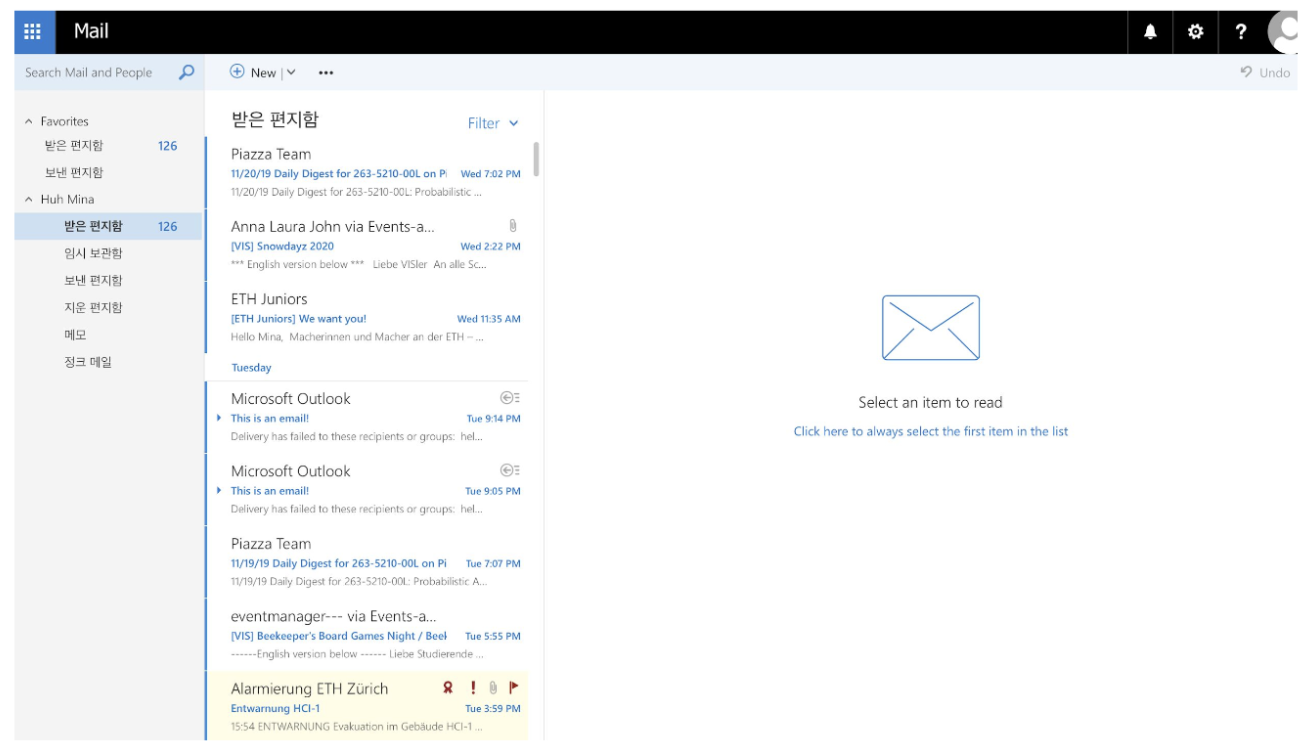 Mail
Search Mail and People
New
Undo
Favorites
받은 편지함 126
보낸 편지함
Huh Mina
받은 편지함 126
임시 보관함
보낸 편지함
지운 편지함
메모
정크 메일
받은 편지함
Filter
Piazza Team
11/20/19 Daily Digest for 263-5210-00L on Pi Wed 7:02 PM
11/20/19 Daily Digest for 263-5210-00L: Probabilistic ...
Anna Laura John via Events-a...
[VIS] Snowdayz 2020 Wed 2:22 PM
*** English version below *** Liebe VISler An alle Sc...
ETH Juniors
[ETH Juniors] We want you! Wed 11:35 AM
Hello Mina, Macherinnen und Macher an der ETH – ...
Tuesday
Microsoft Outlook
This is an email! Tue 9:14 PM
Delivery has failed to these recipients or groups: hel...
Microsoft Outlook
This is an email! Tue 9:05 PM
Delivery has failed to these recipients or groups: hel...
Piazza Team
11/19/19 Daily Digest for 263-5210-00L on Pi Tue 7:07 PM
11/19/19 Daily Digest for 263-5210-00L: Probabilistic A...
eventmanager--- via Events-a...
[VIS] Beekeeper's Board Games Night / Beek Tue 5:55 PM
------English version below ------ Liebe Studierende ...
Alarmierung ETH Zürich
Entwarnung HCI-1 Tue 3:59 PM
15:54 ENTWARNUNG Evakuation im Gebäude HCI-1 ...
Select an item to read
Click here to always select the first item in the list